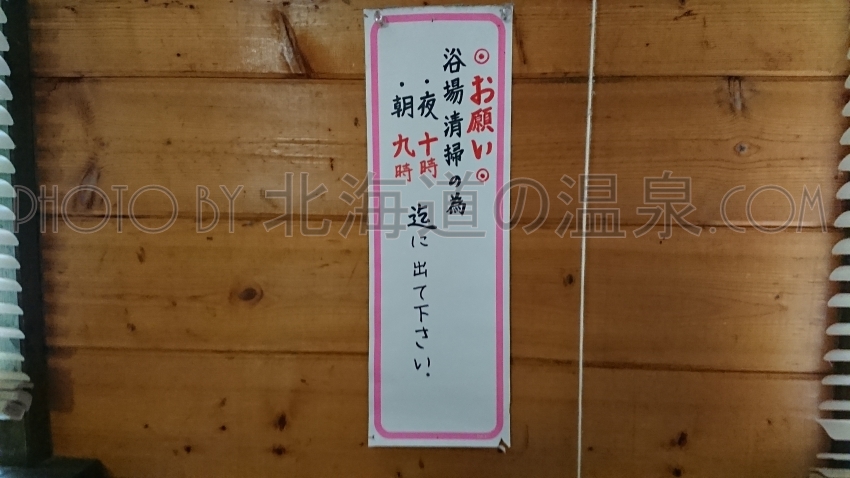 ◎お願い◎
浴場清掃の為
・夜十時
・朝九時
迄に出て下さい.
PHOTO BY 北海道の温泉.COM